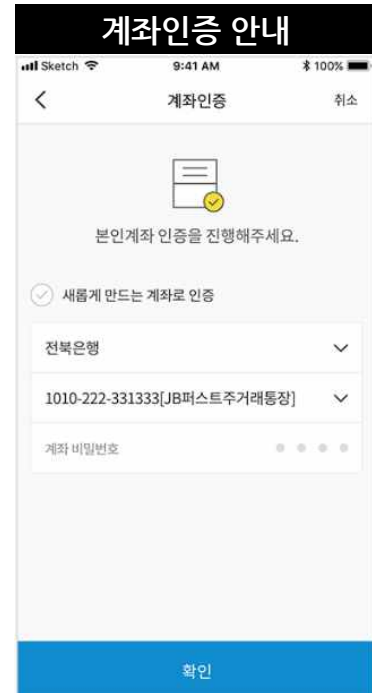 계좌인증 안내
Sketch 9:41 AM 100%
계좌인증 취소
본인계좌 인증을 진행해주세요.
새롭게 만드는 계좌로 인증
전북은행
1010-222-331333[JB퍼스트주거래통장]
계좌 비밀번호
확인